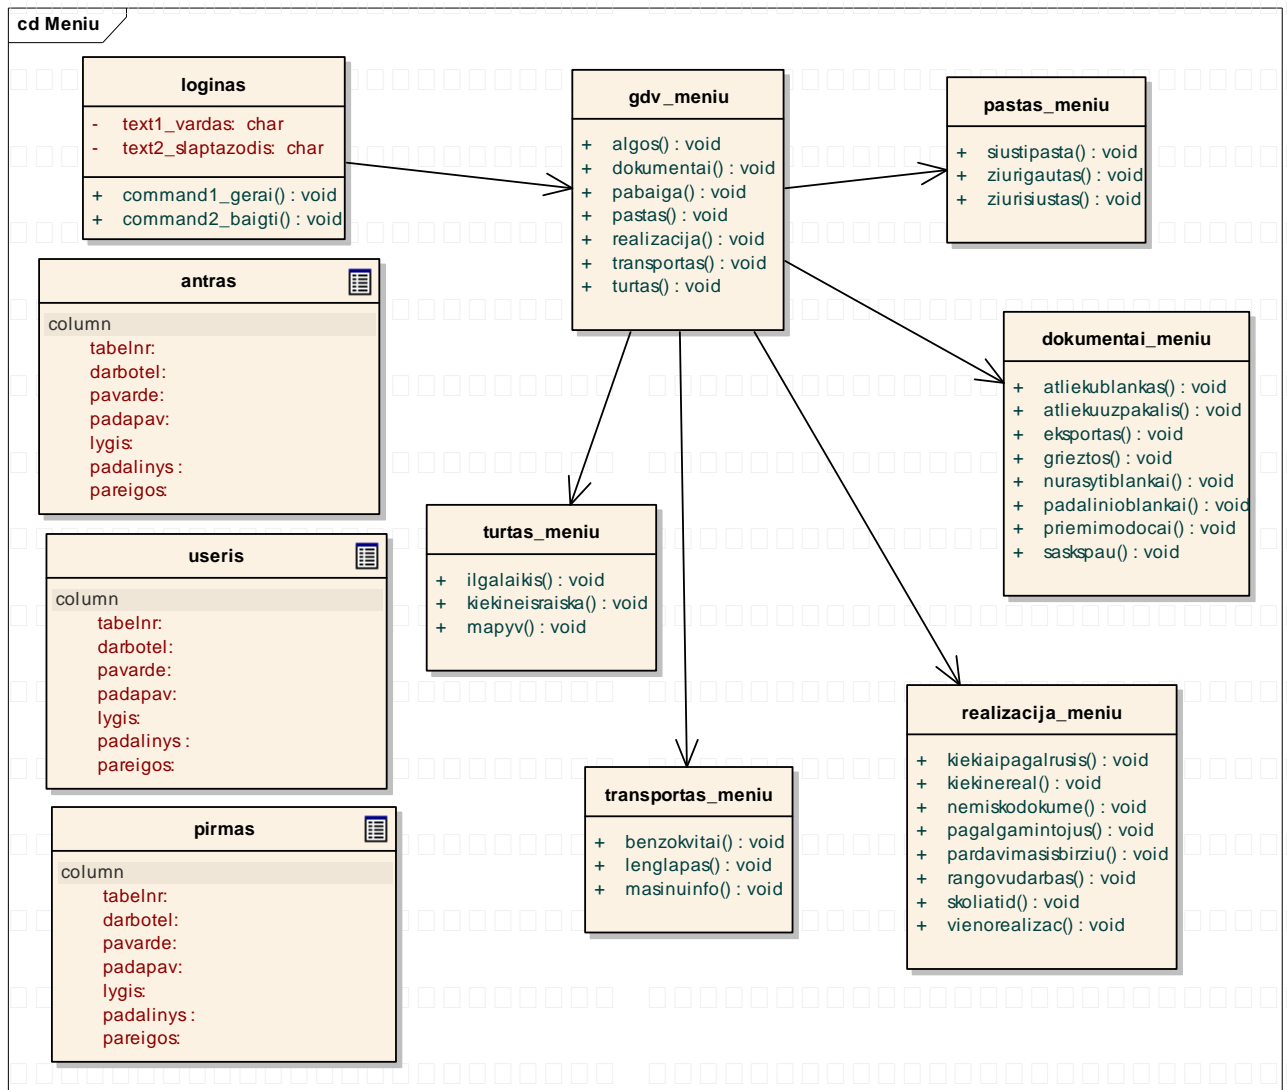 cd Meniu
loginas
- text1_vardas: char
- text2_slaptazodis: char
+ command1_gerai() : void
+ command2_baigti() : void
gdv_meniu
+ algos() : void
+ dokumentai() : void
+ pabaiga() : void
+ pastas() : void
+ realizacija() : void
+ transportas() : void
+ turtas() : void
pastas_meniu
+ siustipasta() : void
+ ziurigautas() : void
+ ziurisiustas() : void
antras
column
tabelnr:
darbotel:
pavarde:
padapav:
lygis:
padalinys :
pareigos:
dokumentai_meniu
+ atliekublankas() : void
+ atliekuuzpakalis() : void
+ eksportas() : void
+ grieztos() : void
+ nurasytiblankai() : void
+ padalinioblankai() : void
+ priemimodocai() : void
+ saskspau() : void
turtas_meniu
+ ilgalaikis() : void
+ kiekineisraiska() : void
+ mapyv() : void
useris
column
tabelnr:
darbotel:
pavarde:
padapav:
lygis:
padalinys :
pareigos:
realizacija_meniu
+ kiekiaipagalrusis() : void
+ kiekinereal() : void
+ nemiskodokume() : void
+ pagalgamintojus() : void
+ pardavimasisbirziu() : void
+ rangovudarbas() : void
+ skoliatid() : void
+ vienorealizac() : void
transportas_meniu
+ benzokvitai() : void
+ lenglapas() : void
+ masinuinfo() : void
pirmas
column
tabelnr:
darbotel:
pavarde:
padapav:
lygis:
padalinys :
pareigos: